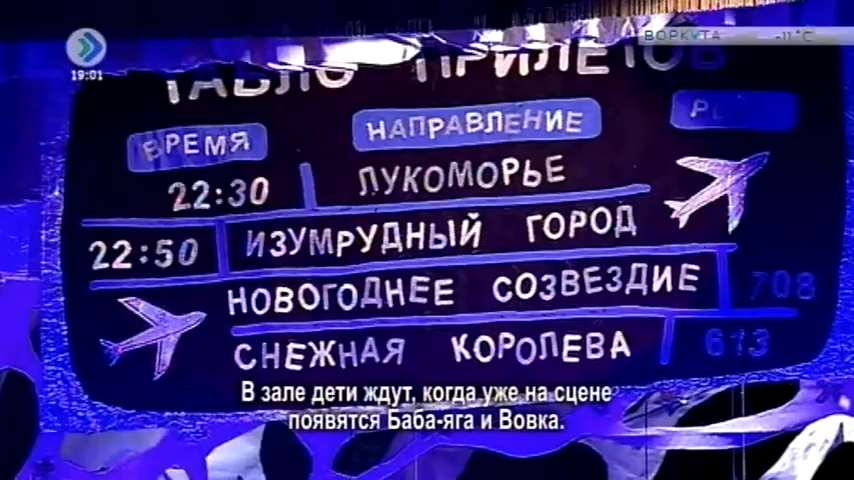 ВОРКУТА -11°C
19:01
ТАБЛО ПРИЛЕТОВ
ВРЕМЯ НАПРАВЛЕНИЕ
22:30 ЛУКОМОРЬЕ
22:50 ИЗУМРУДНЫЙ ГОРОД
НОВОГОДНЕЕ СОЗВЕЗДИЕ 708
СНЕЖНАЯ КОРОЛЕВА 613
В зале дети ждут, когда уже на сцене
появятся Баба-яга и Вовка.